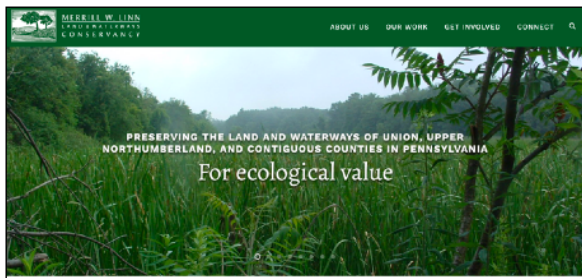 MERRILL W. LINN
LAND & WATERWAYS
CONSERVANCY
ABOUT US OUR WORK GET INVOLVED CONNECT
PRESERVING THE LAND AND WATERWAYS OF UNION, UPPER
NORTHUMBERLAND, AND CONTIGUOUS COUNTIES IN PENNSYLVANIA
For ecological value